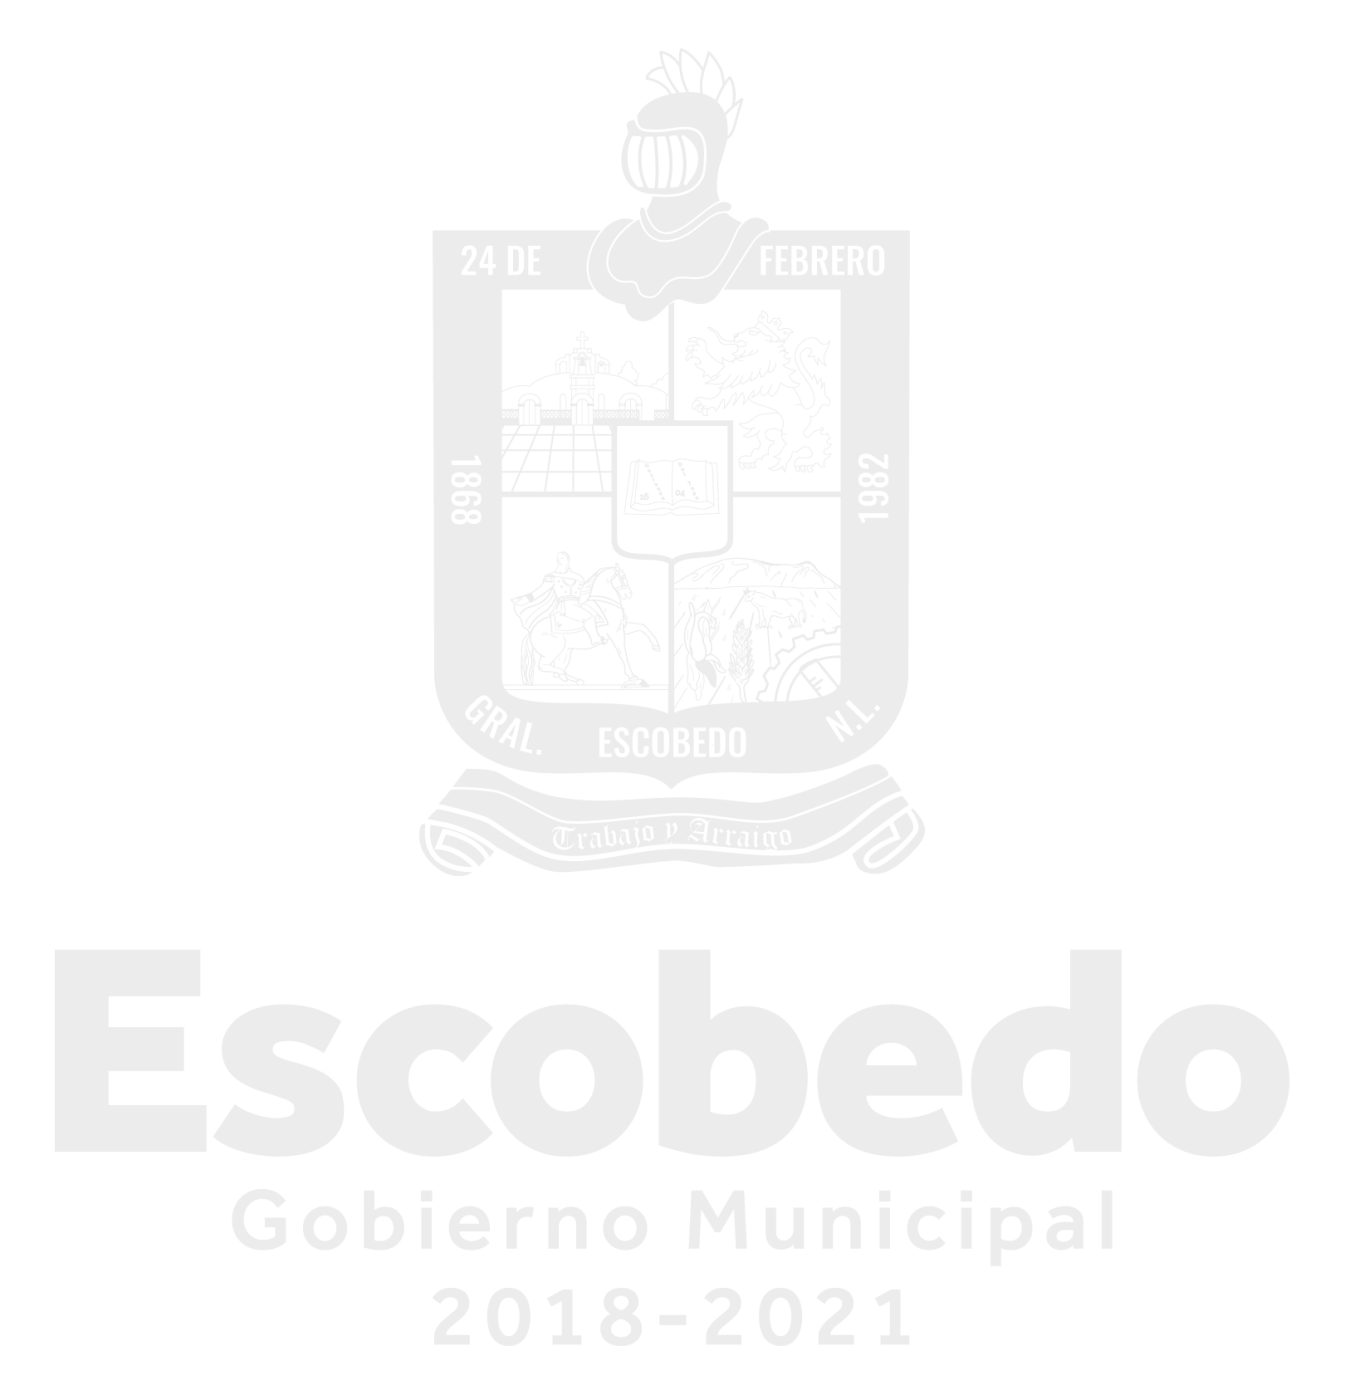 24 DE FEBRERO
1868
1982
GRAL. ESCOBEDO N.L.
Trabajo y Arraigo
Escobedo
Gobierno Municipal
2018-2021